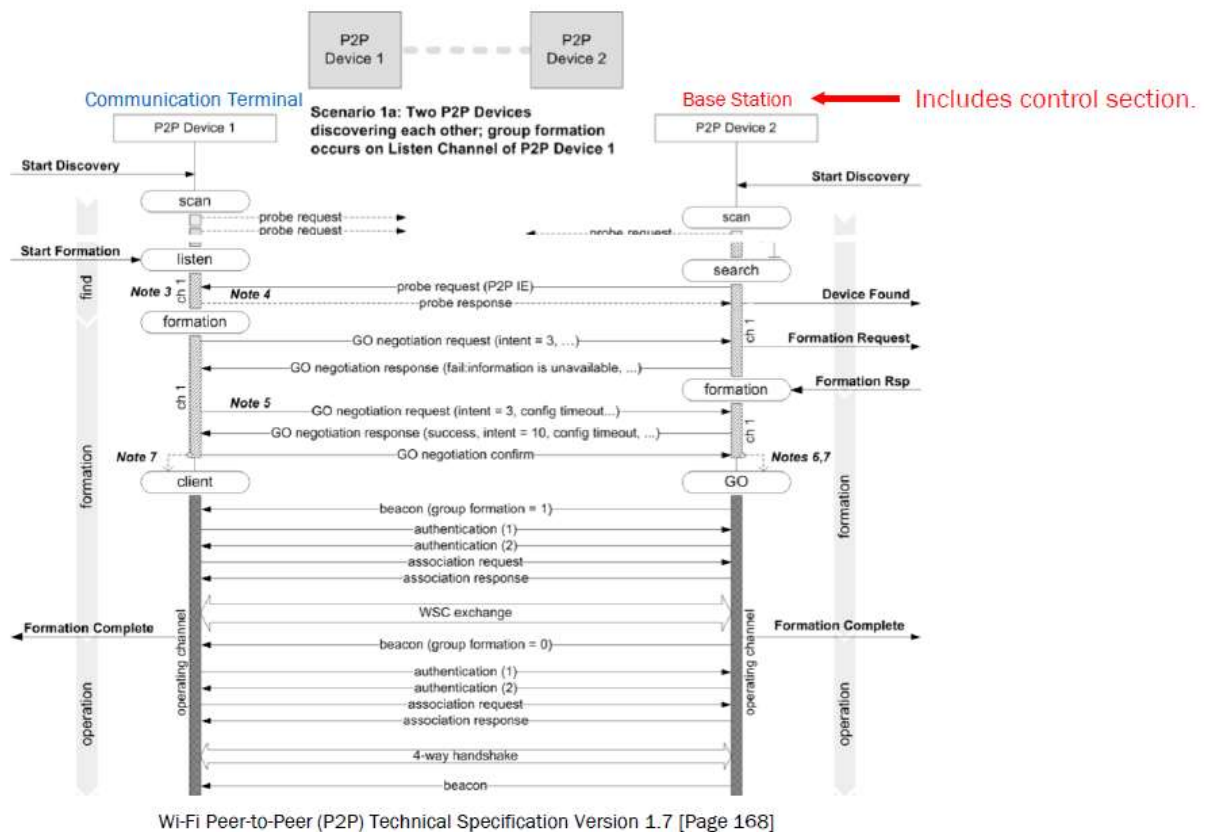 P2P
Device 1
P2P
Device 2
Communication Terminal
Scenario 1a: Two P2P Devices
discovering each other; group formation
occurs on Listen Channel of P2P Device 1
Base Station
Includes control section.
P2P Device 1
P2P Device 2
Start Discovery
Start Discovery
scan
scan
probe request
probe request
probe request
Start Formation
listen
search
find
Note 3
ch 1
Note 4
probe request (P2P IE)
probe response
Device Found
formation
ch 1
GO negotiation request (intent = 3, ...)
Formation Request
GO negotiation response (fail:information is unavailable, ...)
formation
Formation Rsp
ch 1
Note 5
GO negotiation request (intent = 3, config timeout...)
ch 1
GO negotiation response (success, intent = 10, config timeout, ...)
Note 7
GO negotiation confirm
Notes 6,7
client
GO
formation
formation
beacon (group formation = 1)
authentication (1)
authentication (2)
association request
association response
WSC exchange
Formation Complete
Formation Complete
operating channel
operating channel
beacon (group formation = 0)
authentication (1)
authentication (2)
association request
association response
operation
operation
4-way handshake
beacon
Wi-Fi Peer-to-Peer (P2P) Technical Specification Version 1.7 [Page 168]